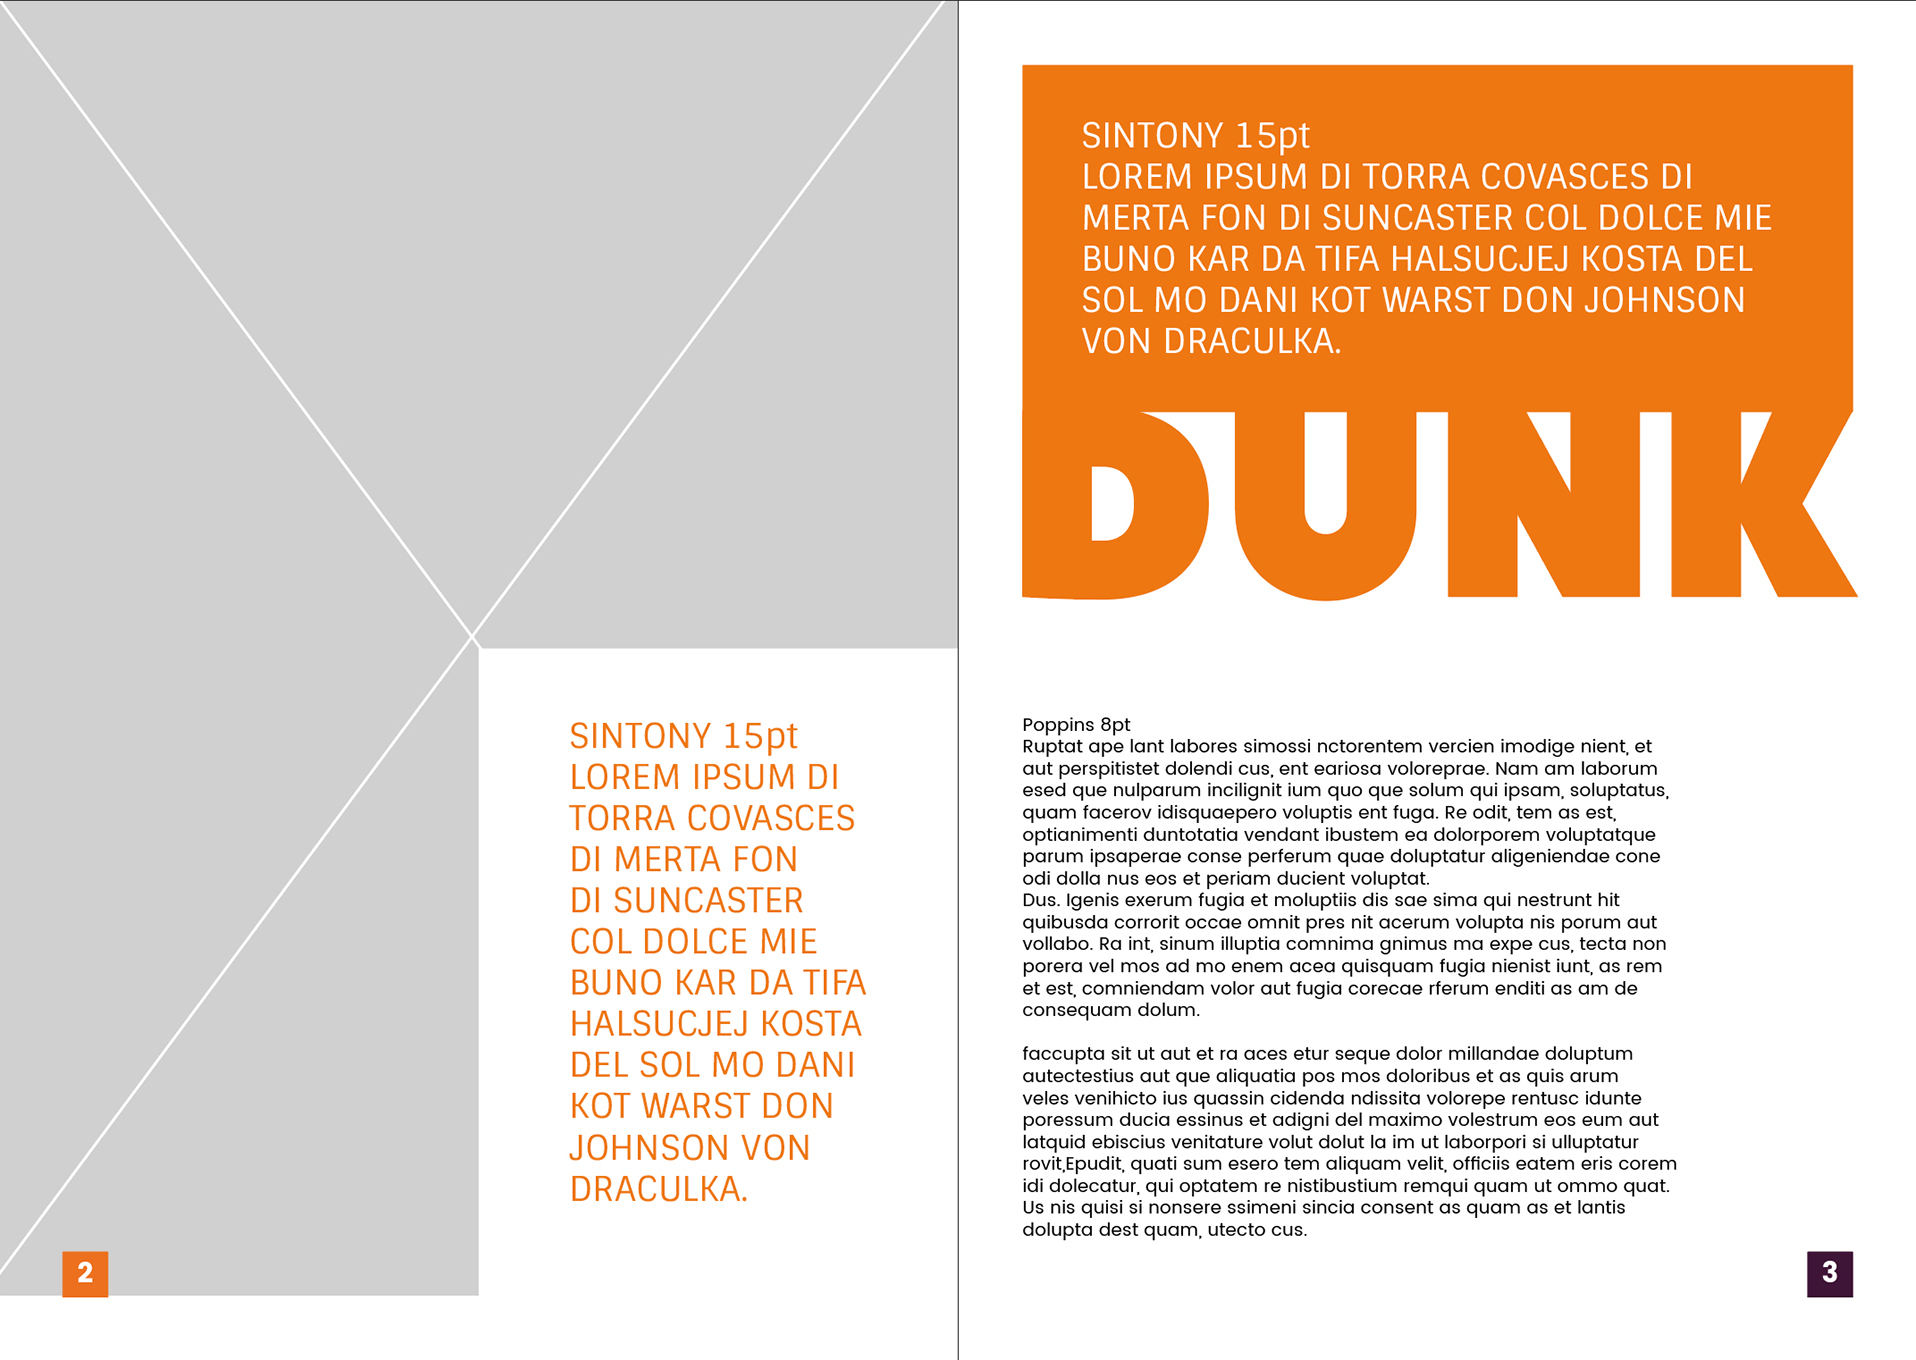 SINTONY 15pt
LOREM IPSUM DI
TORRA COVASCES
DI MERTA FON
DI SUNCASTER
COL DOLCE MIE
BUNO KAR DA TIFA
HALSUCJEJ KOSTA
DEL SOL MO DANI
KOT WARST DON
JOHNSON VON
DRACULKA.
2
SINTONY 15pt
LOREM IPSUM DI TORRA COVASCES DI
MERTA FON DI SUNCASTER COL DOLCE MIE
BUNO KAR DA TIFA HALSUCJEJ KOSTA DEL
SOL MO DANI KOT WARST DON JOHNSON
VON DRACULKA.
DUNK
Poppins 8pt
Ruptat ape lant labores simossi nctorentem vercien imodige nient, et
aut perspitistet dolendi cus, ent eariosa voloreprae. Nam am laborum
esed que nulparum incilignit ium quo que solum qui ipsam, soluptatus,
quam facerov idisquaepero voluptis ent fuga. Re odit, tem as est,
optianimenti duntotatia vendant ibustem ea dolorporem voluptatque
parum ipsaperae conse perferum quae doluptatur aligeniendae cone
odi dolla nus eos et periam ducient voluptat.
Dus. Igenis exerum fugia et moluptiis dis sae sima qui nestrunt hit
quibusda corrorit occae omnit pres nit acerum volupta nis porum aut
vollabo. Ra int, sinum illuptia comnima gnimus ma expe cus, tecta non
porera vel mos ad mo enem acea quisquam fugia nienist iunt, as rem
et est, comniendam volor aut fugia corecae rferum enditi as am de
consequam dolum.
faccupta sit ut aut et ra aces etur seque dolor millandae doluptum
autectestius aut que aliquatia pos mos doloribus et as quis arum
veles venihicto ius quassin cidenda ndissita volorepe rentusc idunte
poressum ducia essinus et adigni del maximo volestrum eos eum aut
latquid ebiscius venitature volut dolut la im ut laborpori si ulluptatur
rovit,Epudit, quati sum esero tem aliquam velit, officiis eatem eris corem
idi dolecatur, qui optatem re nistibustium remqui quam ut ommo quat.
Us nis quisi si nonsere ssimeni sincia consent as quam as et lantis
dolupta dest quam, utecto cus.
3